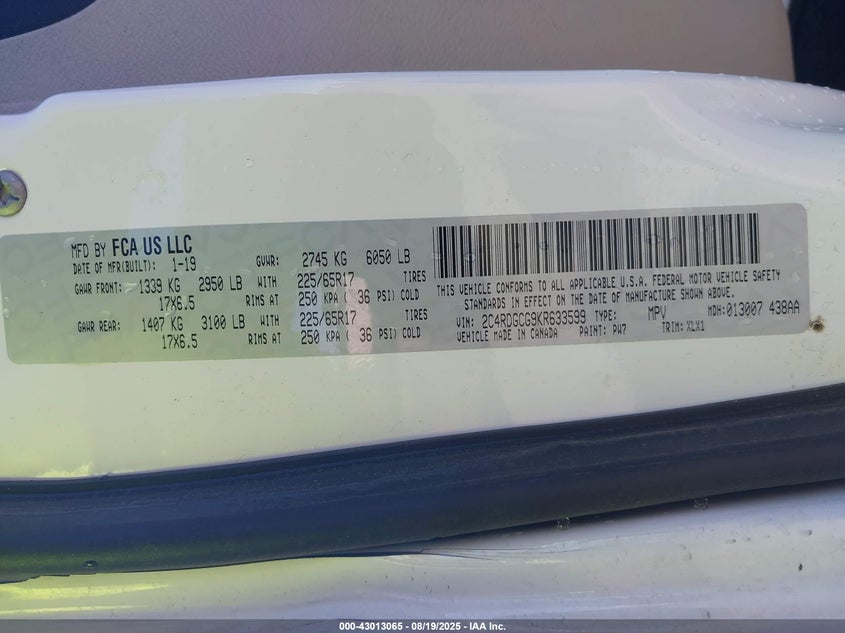 MFD BY FCA US LLC
DATE OF MFR(BUILT): 1-19 GVWR: 2745 KG 6050 LB
GAWR FRONT: 1339 KG 2950 LB WITH 225/65R17 TIRES
17X6.5 RIMS AT 250 KPA ( 36 PSI) COLD
GAWR REAR: 1407 KG 3100 LB WITH 225/65R17 TIRES
17X6.5 RIMS AT 250 KPA ( 36 PSI) COLD
THIS VEHICLE CONFORMS TO ALL APPLICABLE U.S.A. FEDERAL MOTOR VEHICLE SAFETY
STANDARDS IN EFFECT ON THE DATE OF MANUFACTURE SHOWN ABOVE.
VIN: 2C4RDGCG9KR633599 TYPE: MPV MDH: 013007 438AA
VEHICLE MADE IN CANADA PAINT: PW7 TRIM: XLX1
000-43013065 - 08/19/2025 - IAA Inc.